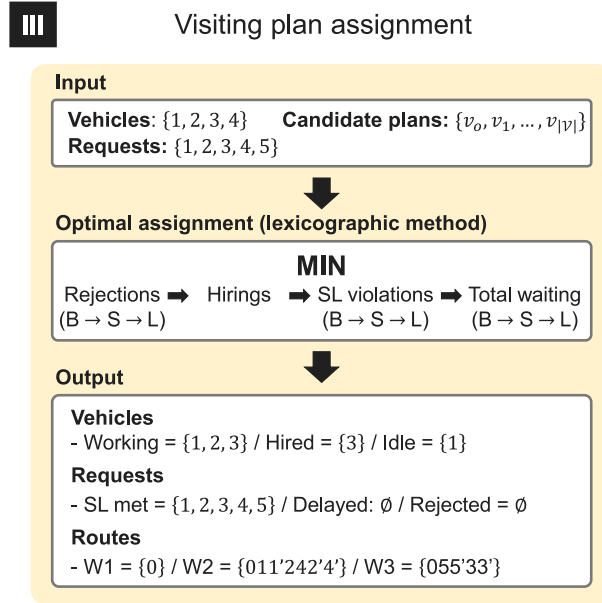 III
Visiting plan assignment
Input
Vehicles: {1, 2, 3, 4} Candidate plans: {v_o, v_1, … , v_|𝒱|}
Requests: {1, 2, 3, 4, 5}
Optimal assignment (lexicographic method)
MIN
Rejections ➡ Hirings ➡ SL violations ➡ Total waiting
(B → S → L) (B → S → L) (B → S → L)
Output
Vehicles
- Working = {1, 2, 3} / Hired = {3} / Idle = {1}
Requests
- SL met = {1, 2, 3, 4, 5} / Delayed: ∅ / Rejected = ∅
Routes
- W1 = {0} / W2 = {011'242'4'} / W3 = {055'33'}